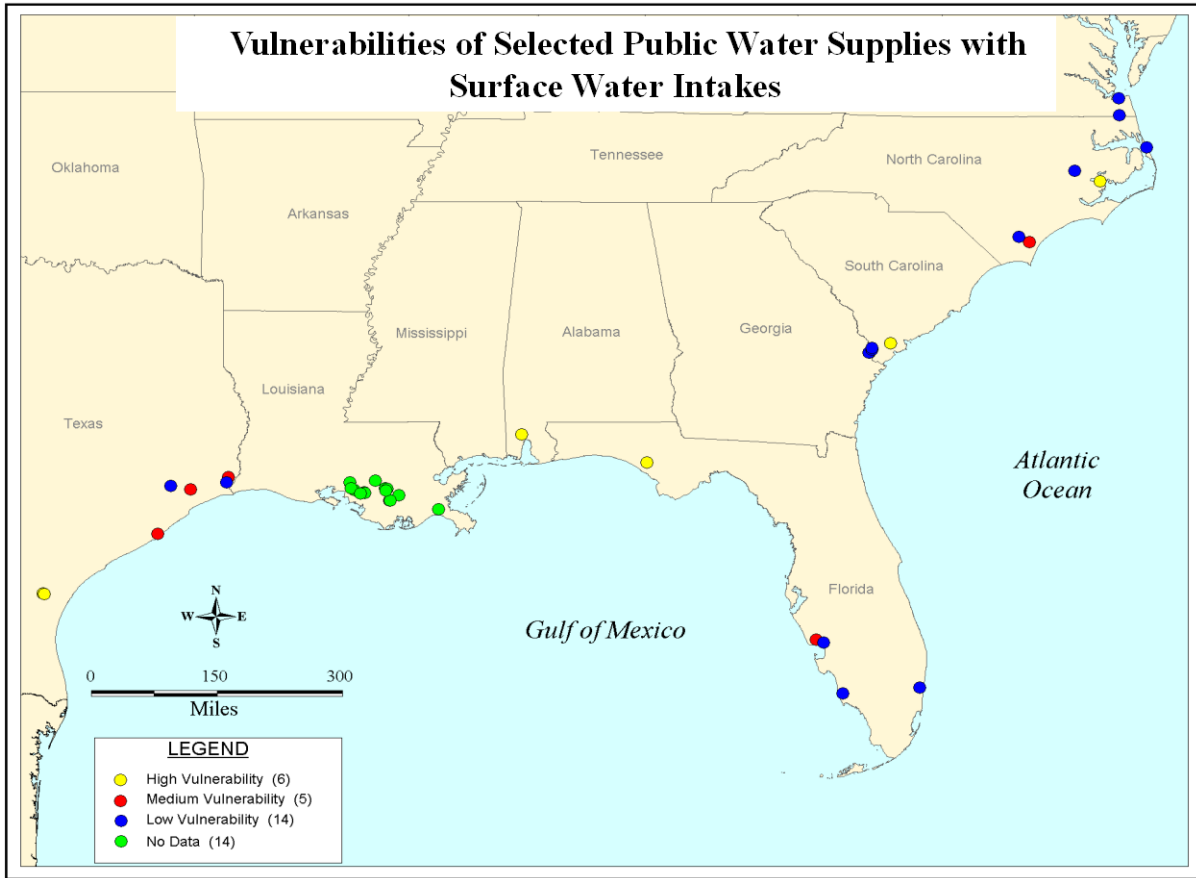 Vulnerabilities of Selected Public Water Supplies with
Surface Water Intakes
Oklahoma
Tennessee
North Carolina
Arkansas
South Carolina
Mississippi
Alabama
Georgia
Louisiana
Texas
Atlantic
Ocean
Florida
Gulf of Mexico
N
W E
S
0 150 300
Miles
LEGEND
High Vulnerability (6)
Medium Vulnerability (5)
Low Vulnerability (14)
No Data (14)